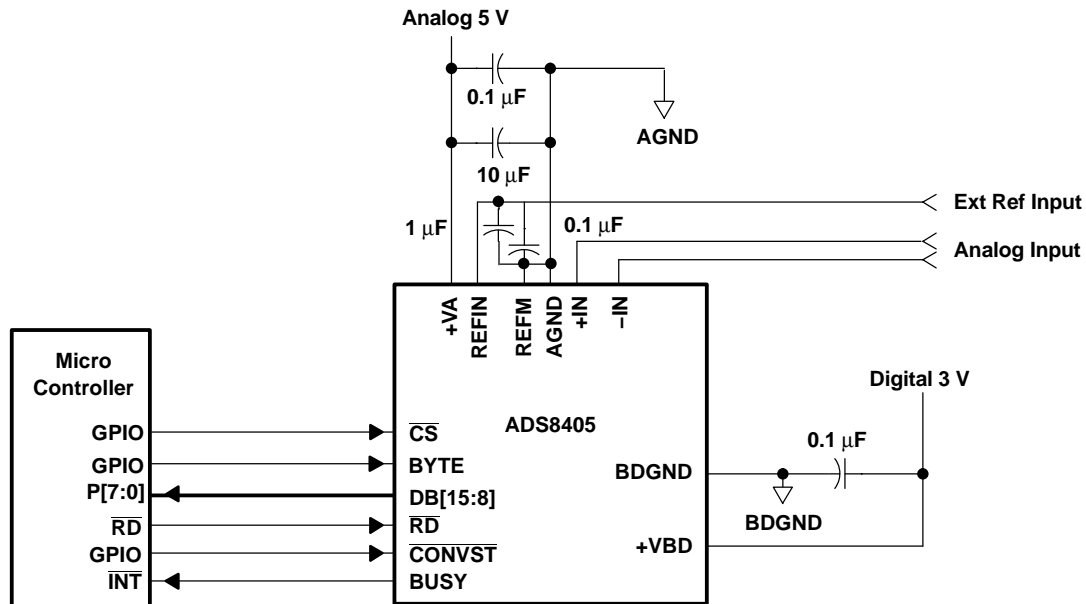 Analog 5 V
0.1 μF
AGND
10 μF
1 μF
0.1 μF
Ext Ref Input
Analog Input
+VA
REFIN
REFM
AGND
+IN
−IN
Micro
Controller
Digital 3 V
ADS8405
0.1 μF
GPIO
CS
GPIO
BYTE
BDGND
P[7:0]
DB[15:8]
BDGND
RD
RD
GPIO
CONVST
+VBD
INT
BUSY